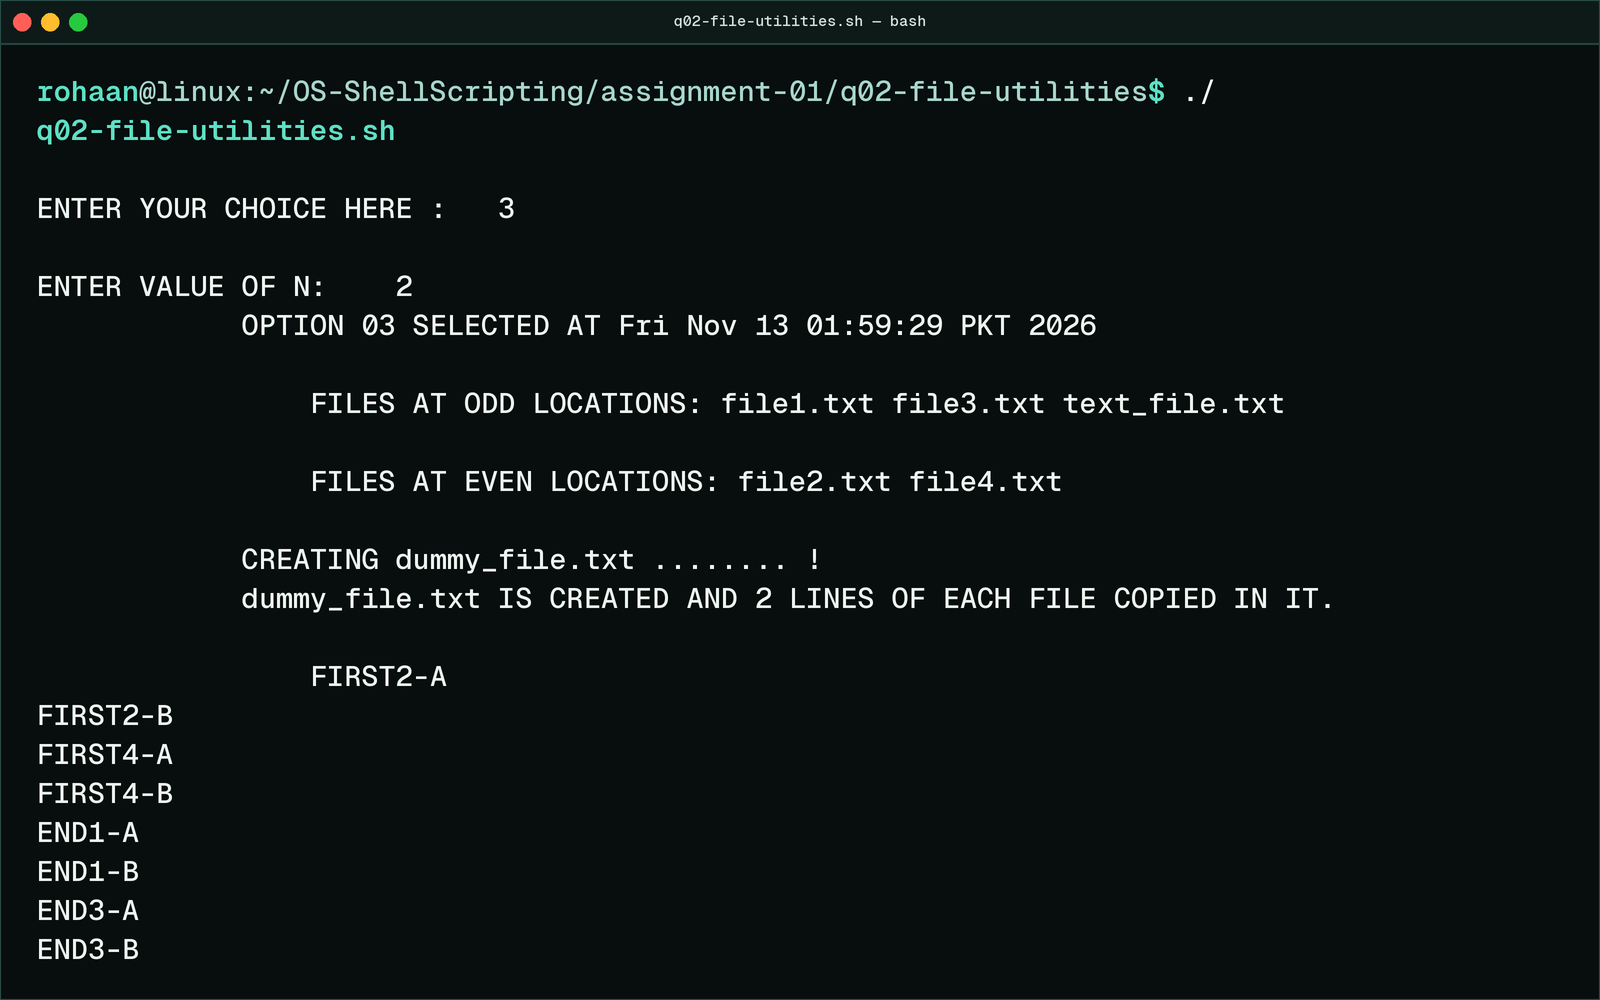 q02-file-utilities.sh — bash
rohaan@linux:~/OS-ShellScripting/assignment-01/q02-file-utilities$ ./
q02-file-utilities.sh
ENTER YOUR CHOICE HERE :   3
ENTER VALUE OF N:    2
OPTION 03 SELECTED AT Fri Nov 13 01:59:29 PKT 2026
FILES AT ODD LOCATIONS: file1.txt file3.txt text_file.txt
FILES AT EVEN LOCATIONS: file2.txt file4.txt
CREATING dummy_file.txt ........ !
dummy_file.txt IS CREATED AND 2 LINES OF EACH FILE COPIED IN IT.
FIRST2-A
FIRST2-B
FIRST4-A
FIRST4-B
END1-A
END1-B
END3-A
END3-B